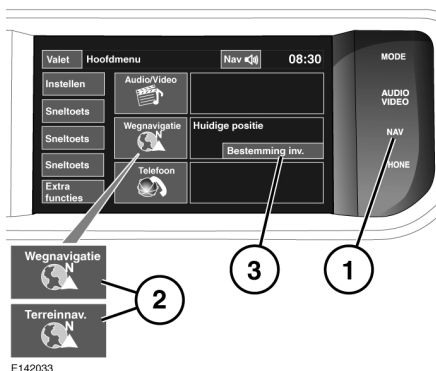 Valet Hoofdmenu Nav 08:30
Instellen
Sneltoets
Sneltoets
Sneltoets
Extra
functies
Audio/Video
Wegnavigatie
N
Telefoon
Huidige positie
Bestemming inv.
MODE
AUDIO
VIDEO
NAV
HONE
Wegnavigatie
N
Terreinnav.
N
1
2
3
E142033